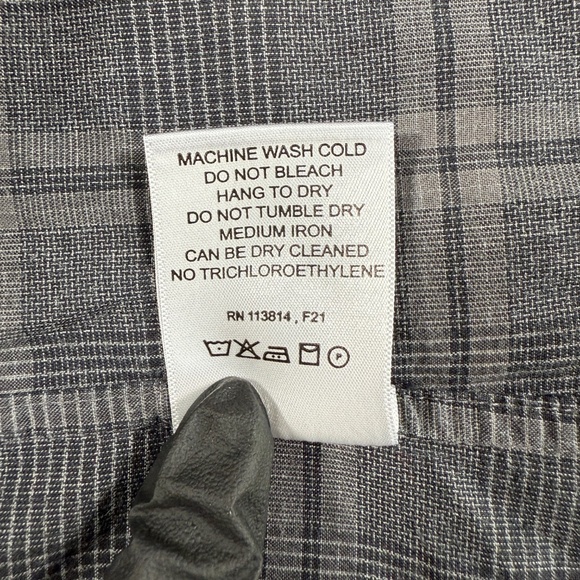 MACHINE WASH COLD
DO NOT BLEACH
HANG TO DRY
DO NOT TUMBLE DRY
MEDIUM IRON
CAN BE DRY CLEANED
NO TRICHLOROETHYLENE
RN 113814 , F21
P